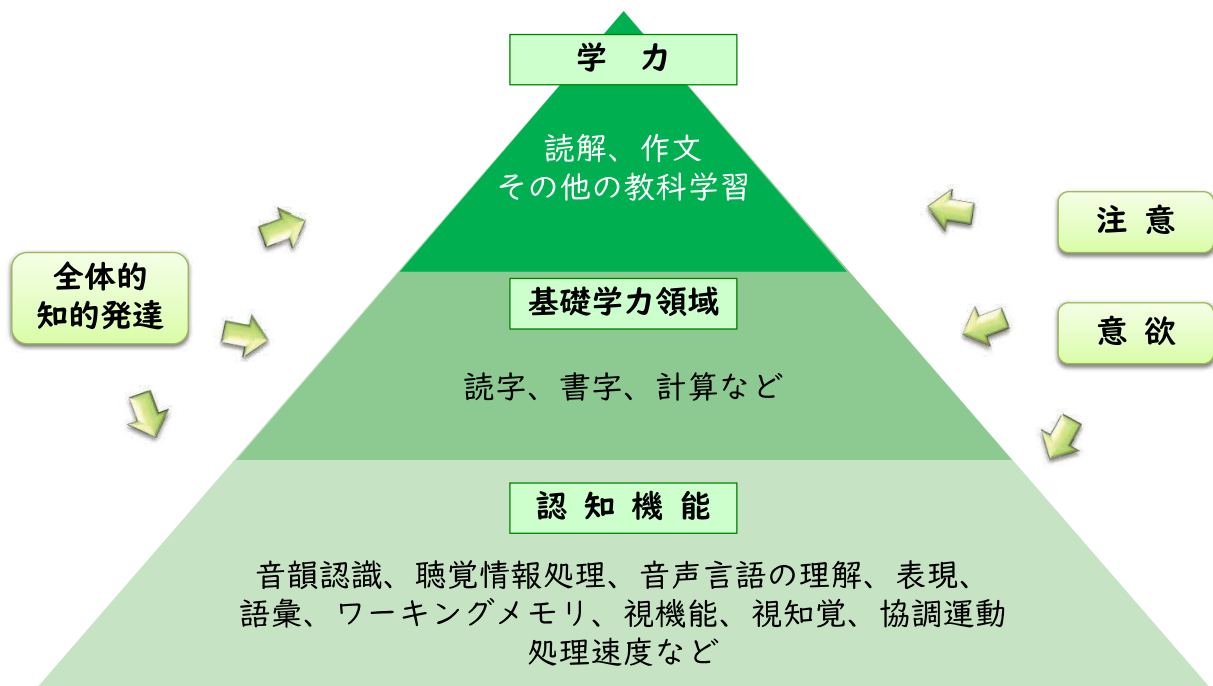 学 力
読解、作文
その他の教科学習
注 意
全体的
知的発達
基礎学力領域
意 欲
読字、書字、計算など
認 知 機 能
音韻認識、聴覚情報処理、音声言語の理解、表現、
語彙、ワーキングメモリ、視機能、視知覚、協調運動
処理速度など